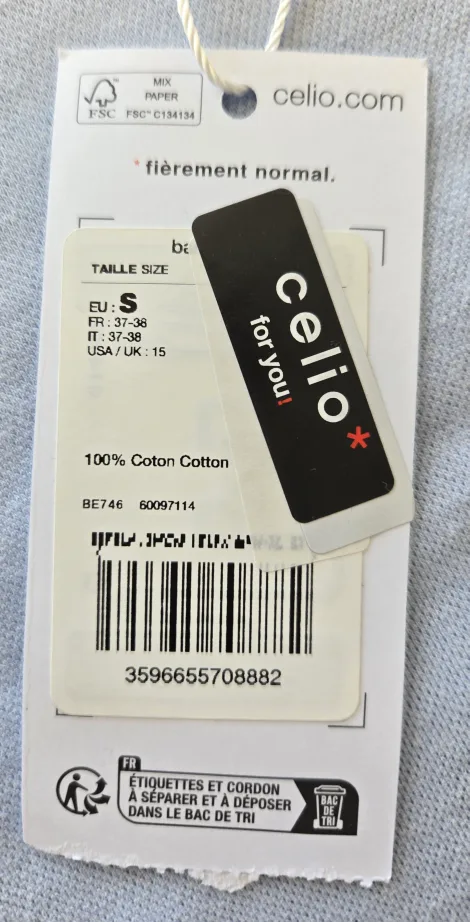 MIX
PAPER
FSC FSC™ C134134
celio.com
*fièrement normal.
TAILLE SIZE
EU : S
FR : 37-38
IT : 37-38
USA / UK : 15
celio*
for you!
100% Coton Cotton
BE746 60097114
3596655708882
FR
ÉTIQUETTES ET CORDON
À SÉPARER ET À DÉPOSER
DANS LE BAC DE TRI
BAC
DE
TRI